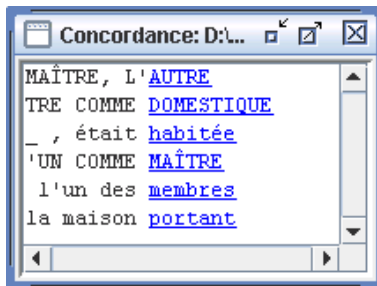 Concordance: D:\...
MAÎTRE, L'AUTRE
TRE COMME DOMESTIQUE
_ , était habitée
'UN COMME MAÎTRE
l'un des membres
la maison portant